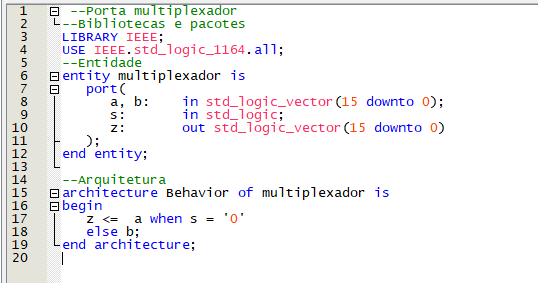 1 --Porta multiplexador
2 --Bibliotecas e pacotes
3 LIBRARY IEEE;
4 USE IEEE.std_logic_1164.all;
5 --Entidade
6 entity multiplexador is
7 port(
8 a, b: in std_logic_vector(15 downto 0);
9 s: in std_logic;
10 z: out std_logic_vector(15 downto 0)
11 );
12 end entity;
13
14 --Arquitetura
15 architecture Behavior of multiplexador is
16 begin
17 z <= a when s = '0'
18 else b;
19 end architecture;
20